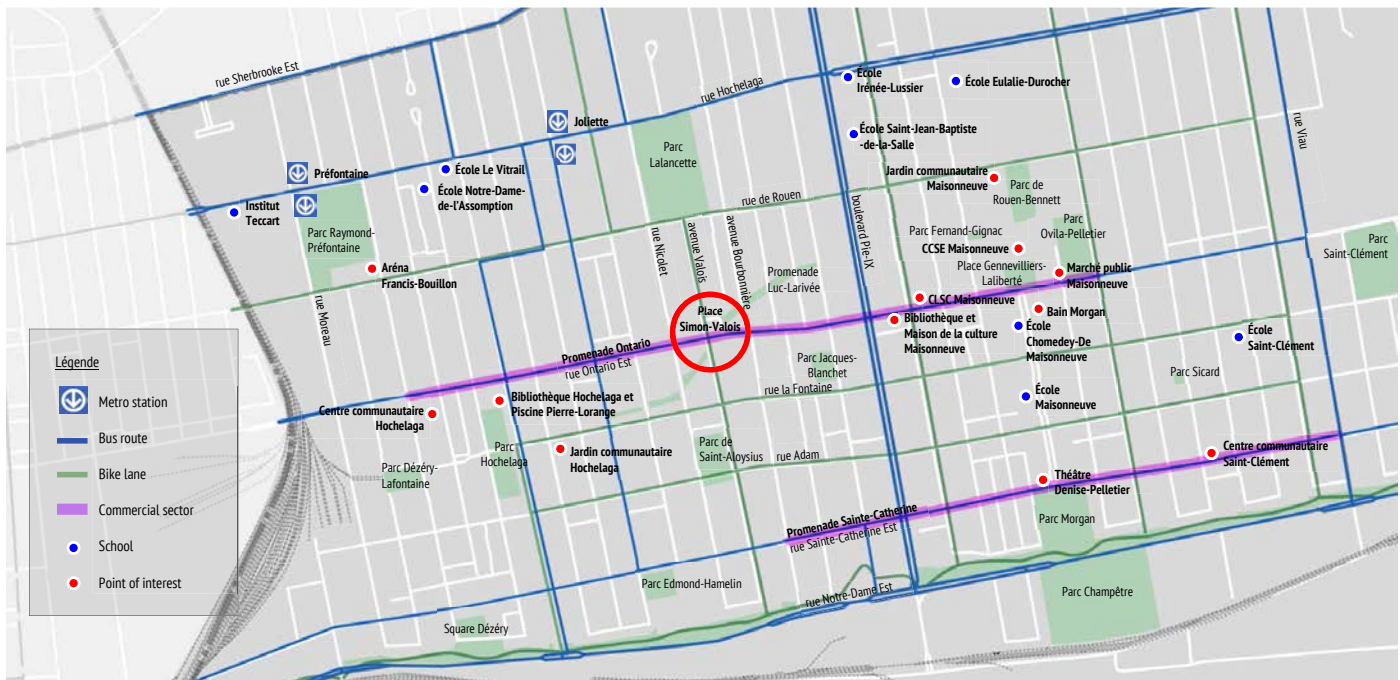 rue Sherbrooke Est
rue Hochelaga
École
Irénée-Lussier
École Eulalie-Durocher
Joliette
École Saint-Jean-Baptiste
-de-la-Salle
rue Viau
Parc
Lalancette
Préfontaine
École Le Vitrail
École Notre-Dame-
de-l'Assomption
Institut
Teccart
Jardin communautaire
Maisonneuve
Parc de
Rouen-Bennett
rue de Rouen
boulevard Pie-IX
Parc Raymond-
Préfontaine
rue Nicolet
avenue Valois
avenue Bourbonnière
Parc Fernand-Gignac
CCSE Maisonneuve
Parc
Ovila-Pelletier
Parc
Saint-Clément
Aréna
Francis-Bouillon
Promenade
Luc-Larivée
Place Gennevilliers-
Laliberté
Marché public
Maisonneuve
rue Moreau
Place
Simon-Valois
CLSC Maisonneuve
Bibliothèque et
Maison de la culture
Maisonneuve
Bain Morgan
École
Chomedey-De
Maisonneuve
École
Saint-Clément
Promenade Ontario
rue Ontario Est
Parc Jacques-
Blanchet
rue la Fontaine
Parc Sicard
École
Maisonneuve
Centre communautaire
Hochelaga
Bibliothèque Hochelaga et
Piscine Pierre-Lorange
Parc
Hochelaga
Jardin communautaire
Hochelaga
Parc de
Saint-Aloysius
rue Adam
Centre communautaire
Saint-Clément
Parc Dézéry-
Lafontaine
Théâtre
Denise-Pelletier
Promenade Sainte-Catherine
rue Sainte-Catherine Est
Parc Morgan
Parc Edmond-Hamelin
rue Notre-Dame Est
Parc Champêtre
Square Dézéry
Légende
Metro station
Bus route
Bike lane
Commercial sector
School
Point of interest